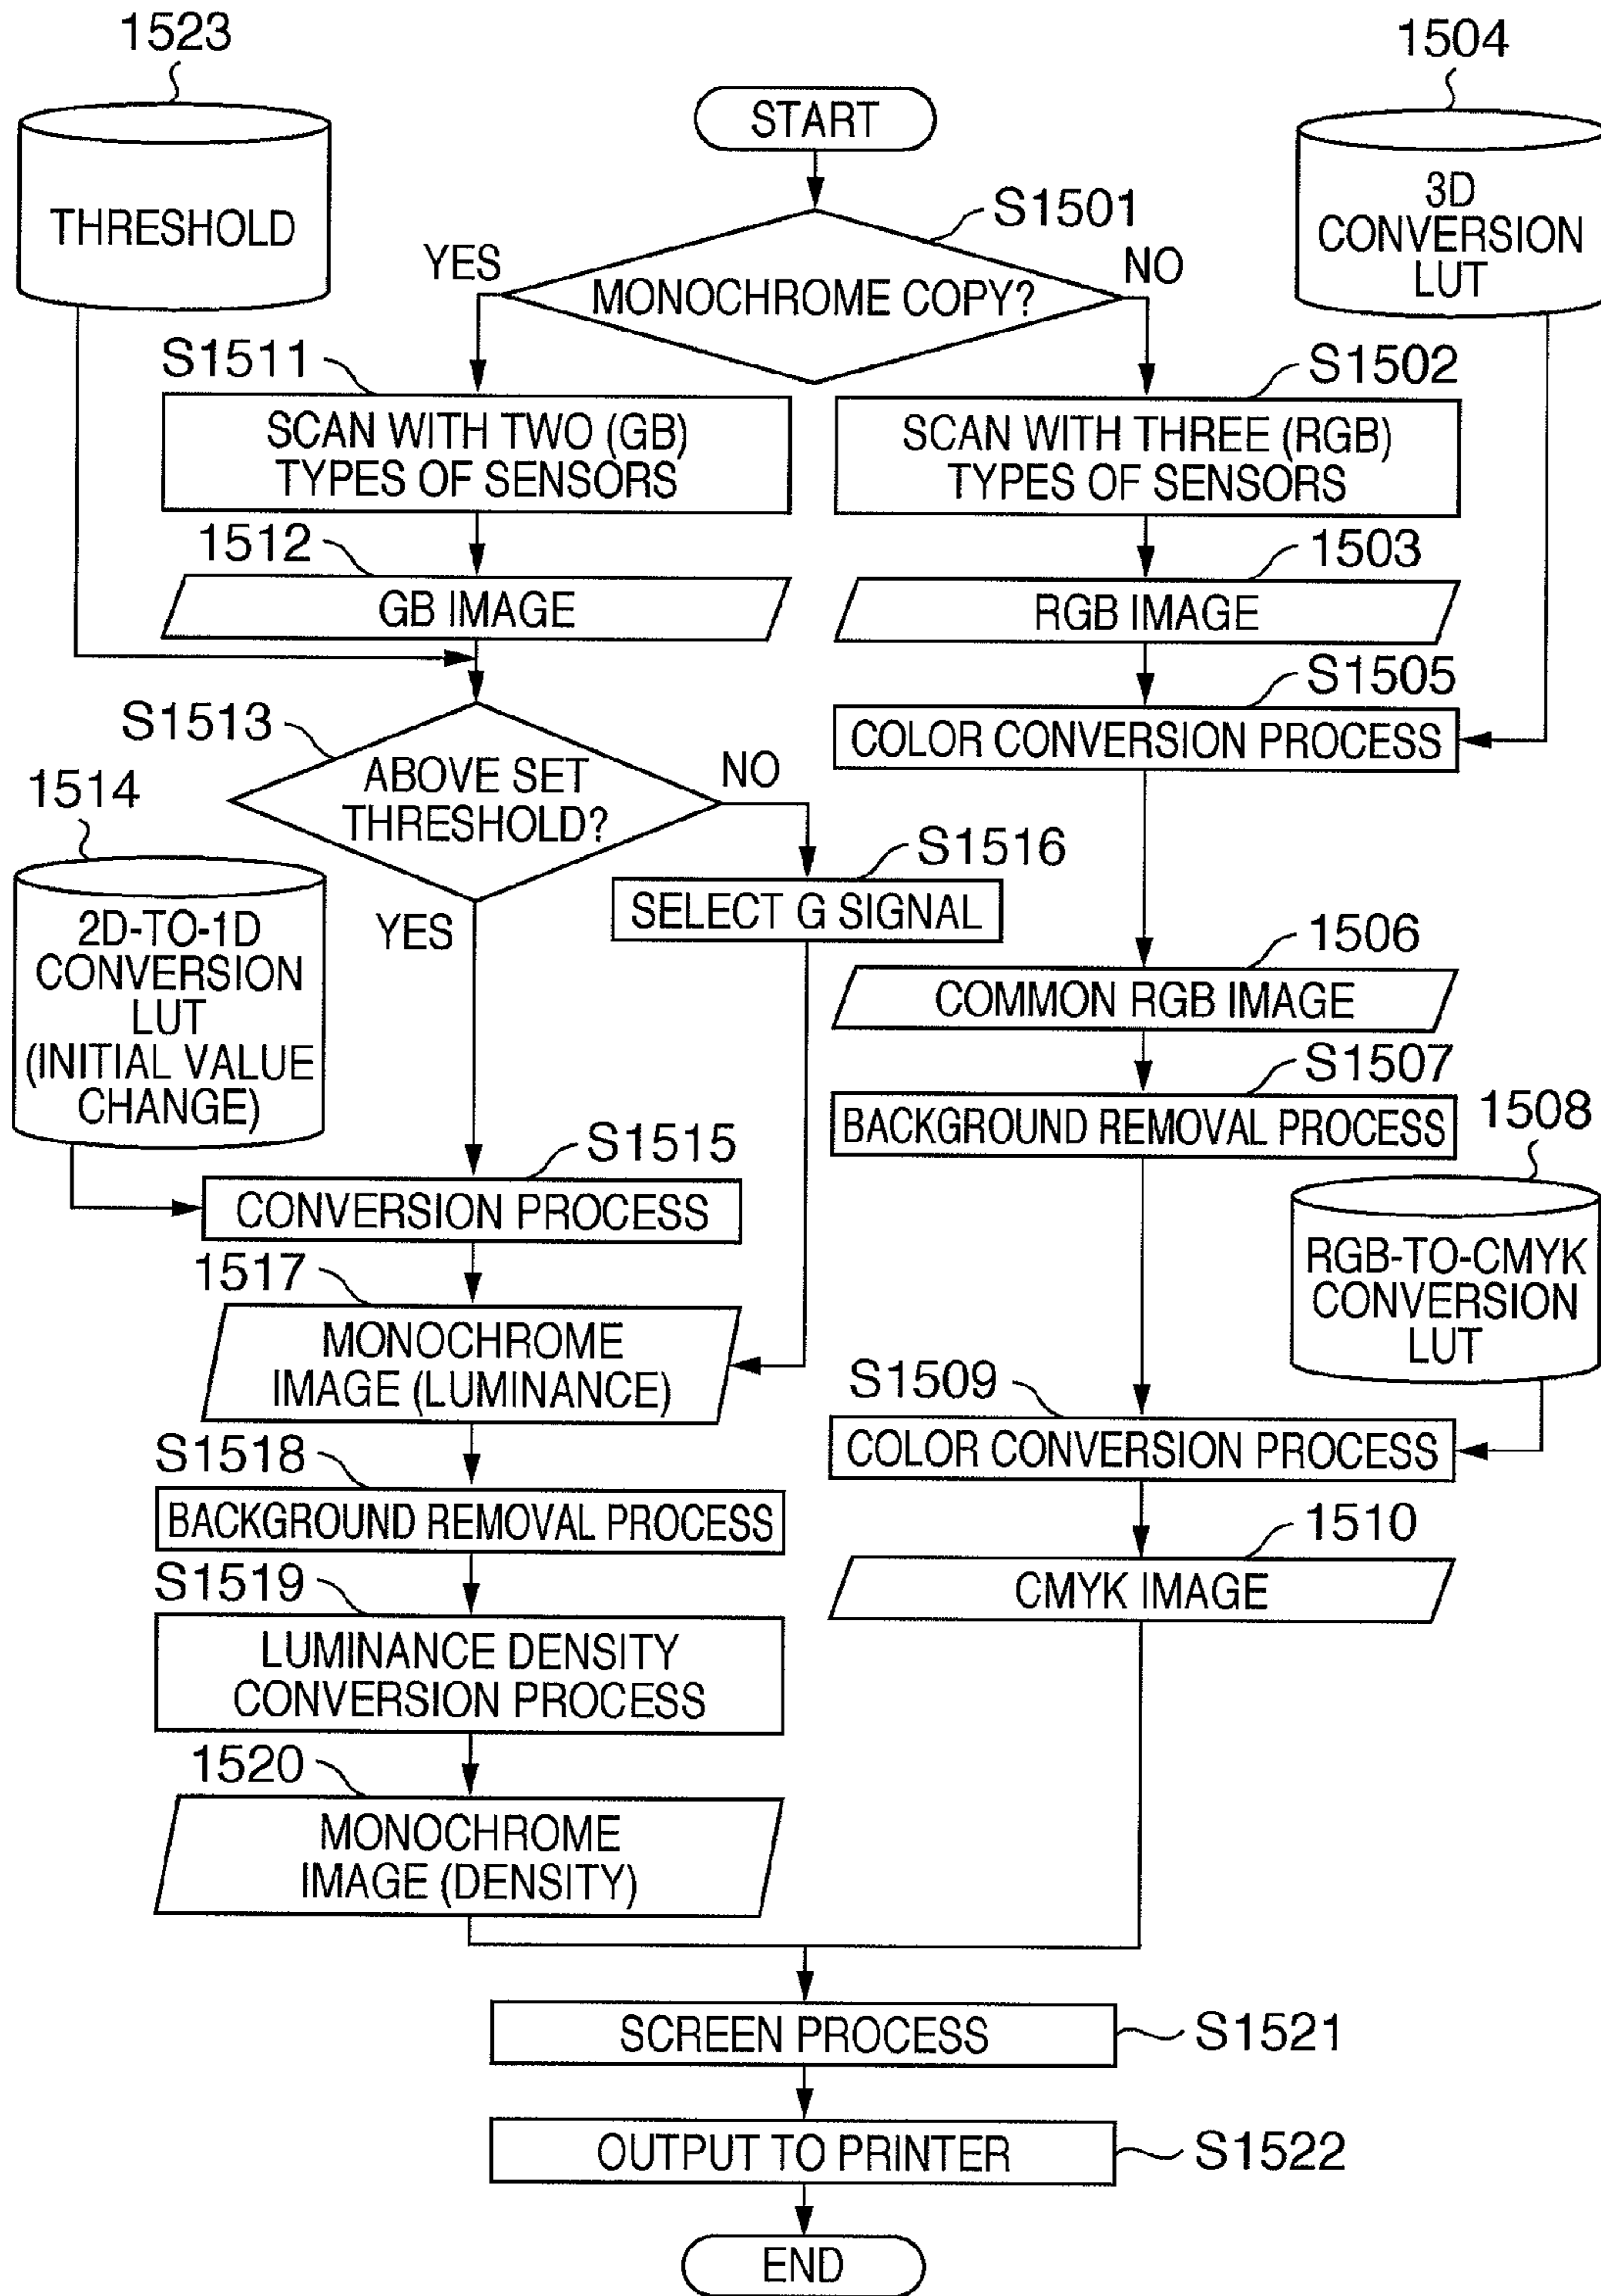 1523
1504
START
THRESHOLD
3D
CONVERSION
LUT
S1501
YES
NO
MONOCHROME COPY?
S1511
S1502
SCAN WITH TWO (GB)
TYPES OF SENSORS
SCAN WITH THREE (RGB)
TYPES OF SENSORS
1512
1503
GB IMAGE
RGB IMAGE
S1505
COLOR CONVERSION PROCESS
S1513
ABOVE SET
THRESHOLD?
NO
YES
1514
2D-TO-1D
CONVERSION
LUT
(INITIAL VALUE
CHANGE)
S1516
SELECT G SIGNAL
1506
COMMON RGB IMAGE
S1507
BACKGROUND REMOVAL PROCESS
1508
RGB-TO-CMYK
CONVERSION
LUT
S1515
CONVERSION PROCESS
1517
MONOCHROME
IMAGE (LUMINANCE)
S1509
COLOR CONVERSION PROCESS
S1518
BACKGROUND REMOVAL PROCESS
1510
CMYK IMAGE
S1519
LUMINANCE DENSITY
CONVERSION PROCESS
1520
MONOCHROME
IMAGE (DENSITY)
SCREEN PROCESS
S1521
OUTPUT TO PRINTER
S1522
END